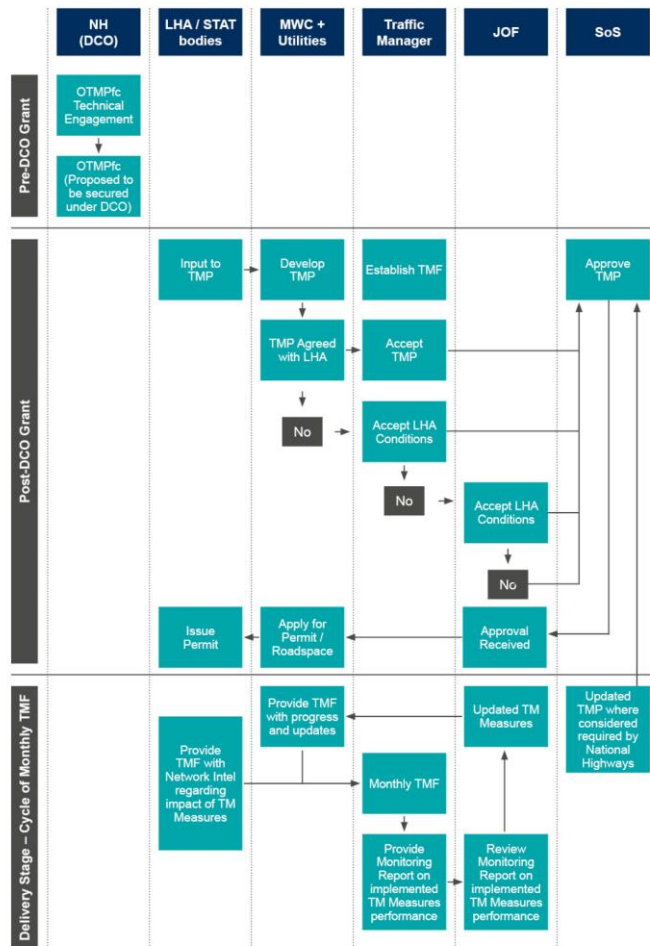 NH
(DCO)
LHA / STAT
bodies
MWC +
Utilities
Traffic
Manager
JOF
SoS
Pre-DCO Grant
OTMPfc
Technical
Engagement
OTMPfc
(Proposed to
be secured
under DCO)
Post-DCO Grant
Input to
TMP
Develop
TMP
Establish TMF
Approve
TMP
TMP Agreed
with LHA
Accept
TMP
No
Accept LHA
Conditions
No
Accept LHA
Conditions
No
Issue
Permit
Apply for
Permit /
Roadspace
Approval
Received
Delivery Stage – Cycle of Monthly TMF
Provide
TMF with
Network Intel
regarding
impact of TM
Measures
Provide TMF
with progress
and updates
Updated TM
Measures
Updated
TMP where
considered
required by
National
Highways
Monthly TMF
Provide
Monitoring
Report on
implemented
TM Measures
performance
Review
Monitoring
Report on
implemented
TM Measures
performance